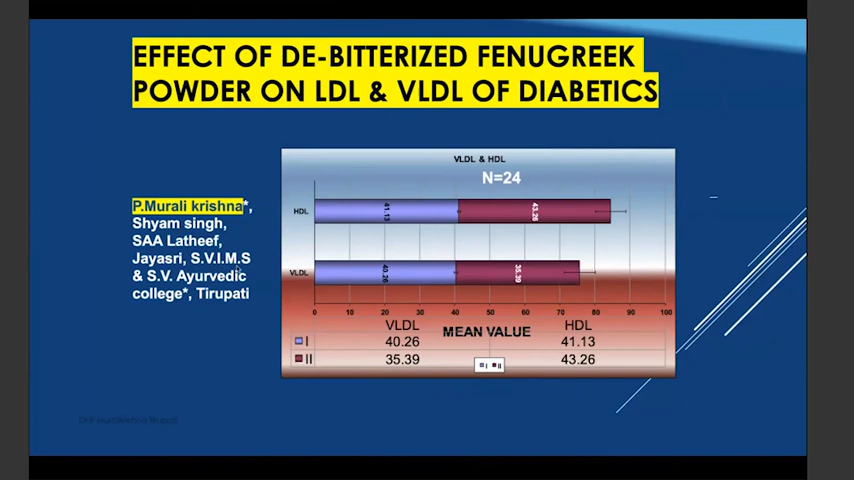 EFFECT OF DE-BITTERIZED FENUGREEK
POWDER ON LDL & VLDL OF DIABETICS
P.Murali krishna*,
Shyam singh,
SAA Latheef,
Jayasri, S.V.I.M.S
& S.V. Ayurvedic
college*, Tirupati
VLDL & HDL
N=24
HDL
41.13
43.26
VLDL
40.26
35.39
0 10 20 30 40 50 60 70 80 90 100
MEAN VALUE
VLDL HDL
I 40.26 41.13
II 35.39 43.26
I II